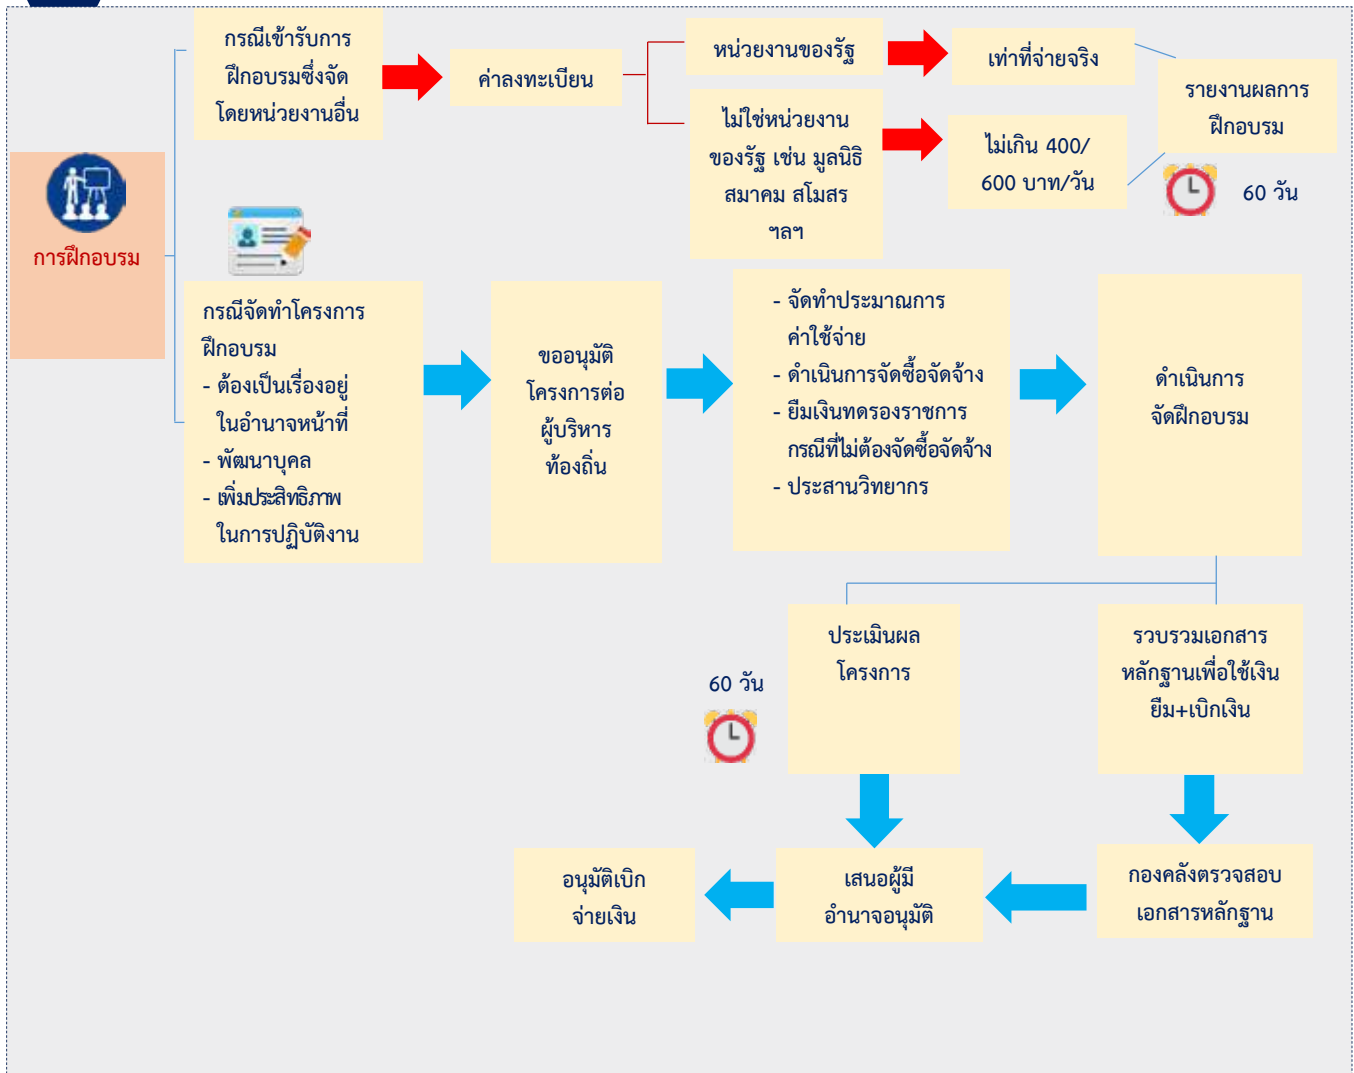 การฝึกอบรม
กรณีเข้ารับการ
ฝึกอบรมซึ่งจัด
โดยหน่วยงานอื่น
ค่าลงทะเบียน
หน่วยงานของรัฐ
เท่าที่จ่ายจริง
ไม่ใช่หน่วยงาน
ของรัฐ เช่น มูลนิธิ
สมาคม สโมสร
ฯลฯ
ไม่เกิน 400/
600 บาท/วัน
รายงานผลการ
ฝึกอบรม
60 วัน
กรณีจัดทำโครงการ
ฝึกอบรม
- ต้องเป็นเรื่องอยู่
ในอำนาจหน้าที่
- พัฒนาบุคล
- เพิ่มประสิทธิภาพ
ในการปฏิบัติงาน
ขออนุมัติ
โครงการต่อ
ผู้บริหาร
ท้องถิ่น
- จัดทำประมาณการ
ค่าใช้จ่าย
- ดำเนินการจัดซื้อจัดจ้าง
- ยืมเงินทดรองราชการ
กรณีที่ไม่ต้องจัดซื้อจัดจ้าง
- ประสานวิทยากร
ดำเนินการ
จัดฝึกอบรม
ประเมินผล
โครงการ
60 วัน
รวบรวมเอกสาร
หลักฐานเพื่อใช้เงิน
ยืม+เบิกเงิน
กองคลังตรวจสอบ
เอกสารหลักฐาน
เสนอผู้มี
อำนาจอนุมัติ
อนุมัติเบิก
จ่ายเงิน